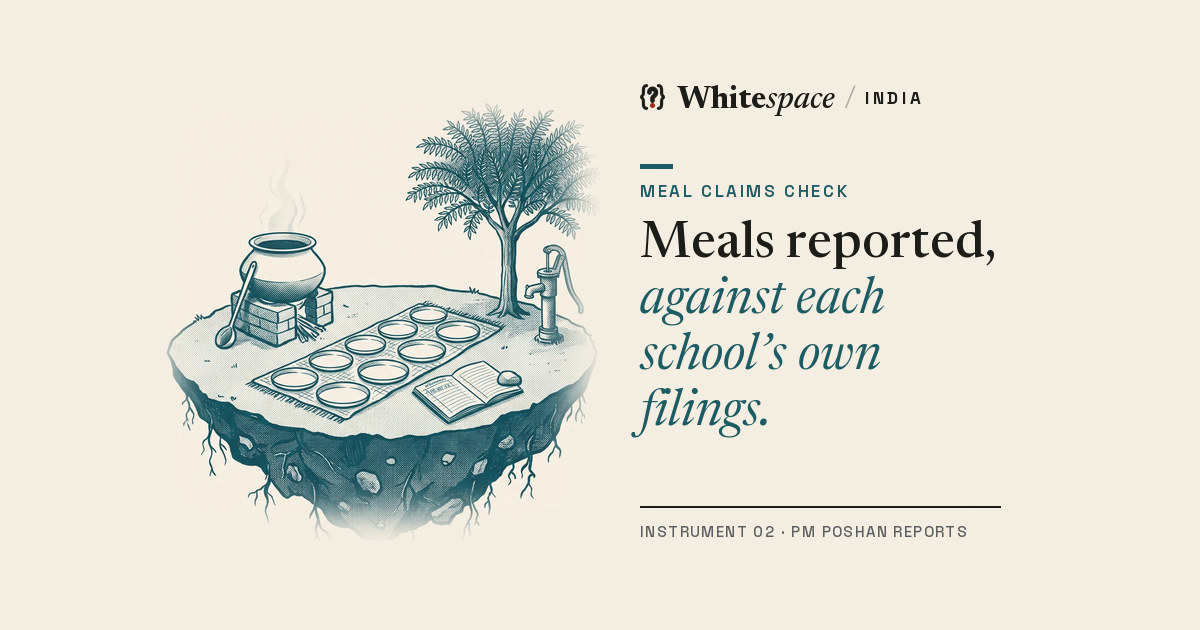 Whitespace / INDIA
MEAL CLAIMS CHECK
Meals reported,
against each
school’s own
filings.
INSTRUMENT 02 · PM POSHAN REPORTS